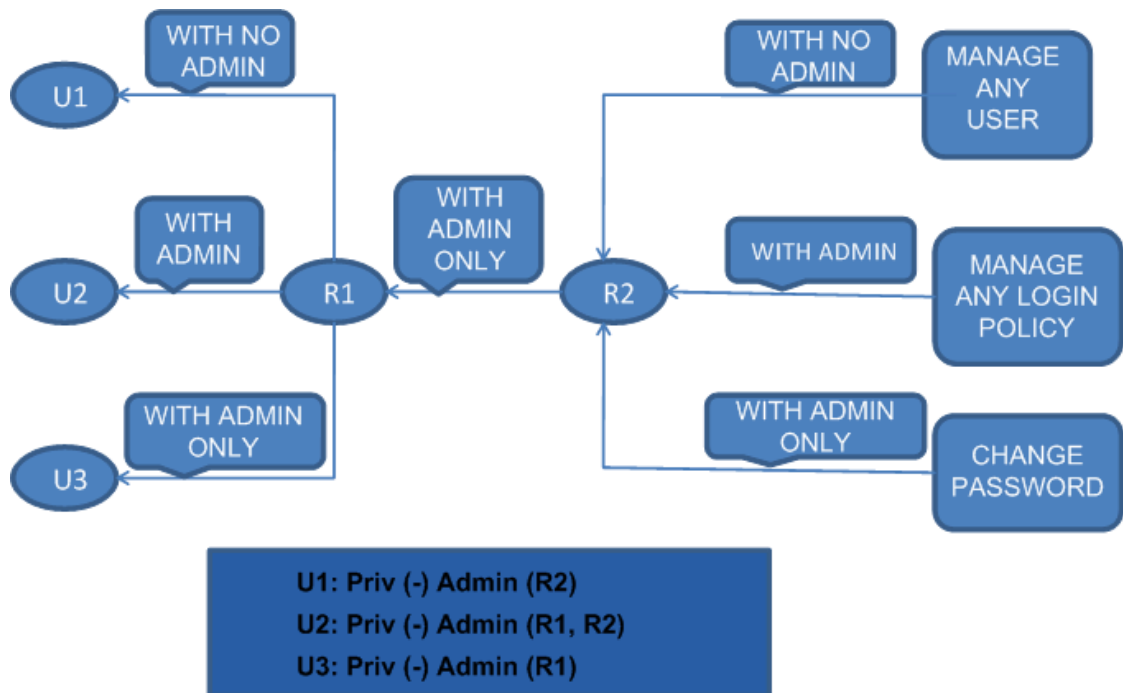 WITH NO
ADMIN
WITH NO
ADMIN
MANAGE
ANY
USER
U1
WITH
ADMIN
WITH
ADMIN
ONLY
WITH ADMIN
MANAGE
ANY LOGIN
POLICY
U2
R1
R2
WITH ADMIN
ONLY
WITH ADMIN
ONLY
CHANGE
PASSWORD
U3
U1: Priv (-) Admin (R2)
U2: Priv (-) Admin (R1, R2)
U3: Priv (-) Admin (R1)